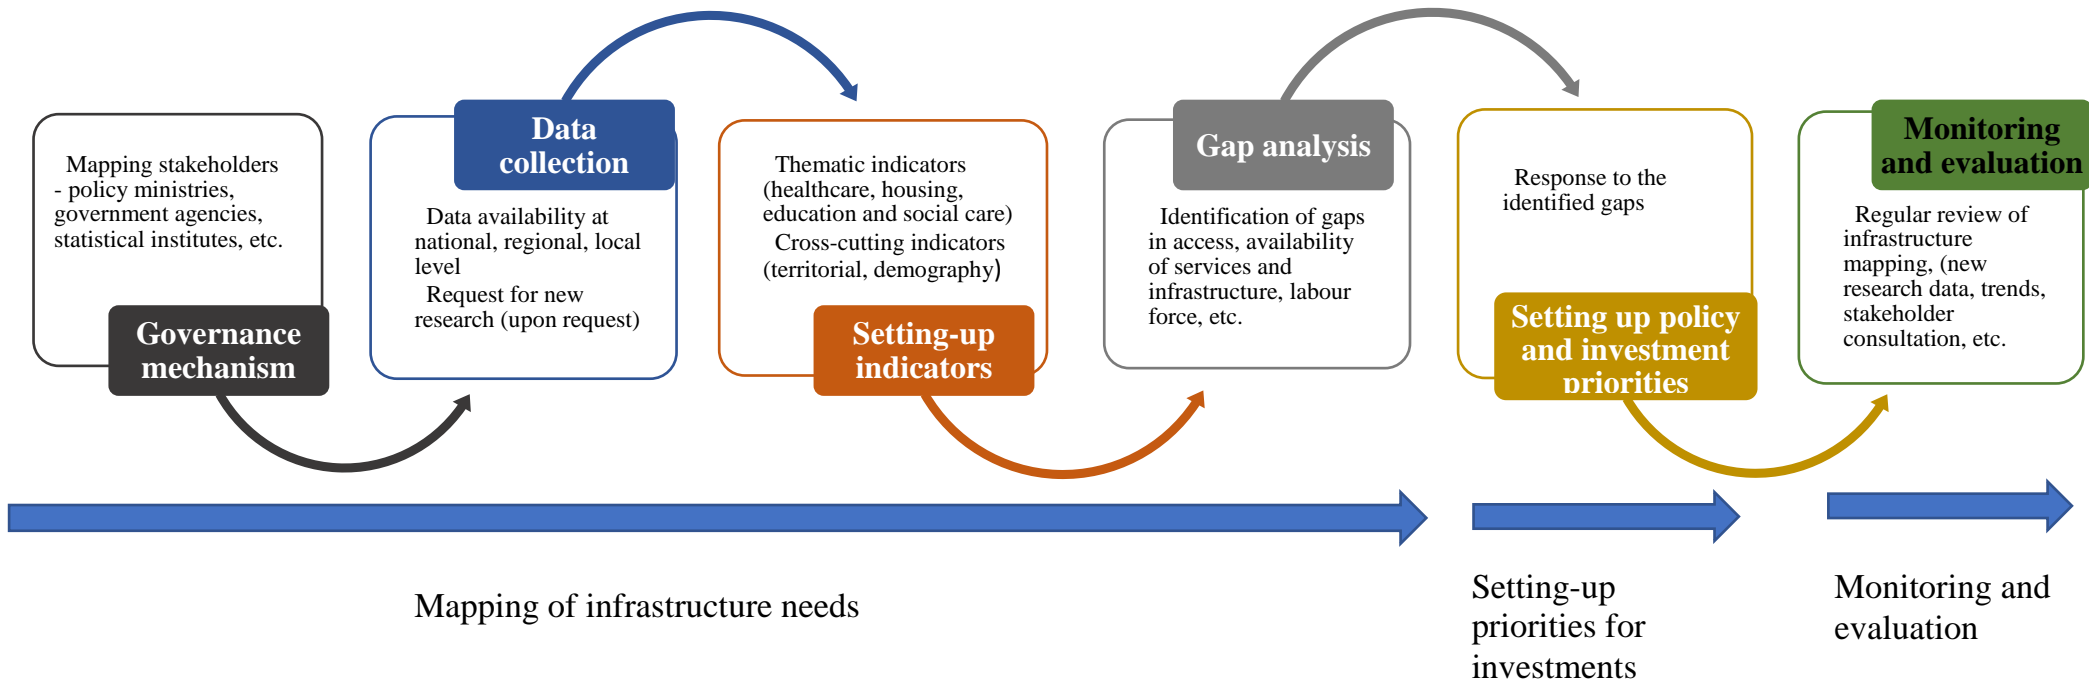 Mapping stakeholders
- policy ministries,
government agencies,
statistical institutes, etc.
Governance
mechanism
Data
collection
Data availability at
national, regional, local
level
Request for new
research (upon request)
Thematic indicators
(healthcare, housing,
education and social care)
Cross-cutting indicators
(territorial, demography)
Setting-up
indicators
Gap analysis
Identification of gaps
in access, availability
of services and
infrastructure, labour
force, etc.
Response to the
identified gaps
Setting up policy
and investment
priorities
Monitoring
and evaluation
Regular review of
infrastructure
mapping, (new
research data, trends,
stakeholder
consultation, etc.
Mapping of infrastructure needs
Setting-up
priorities for
investments
Monitoring and
evaluation